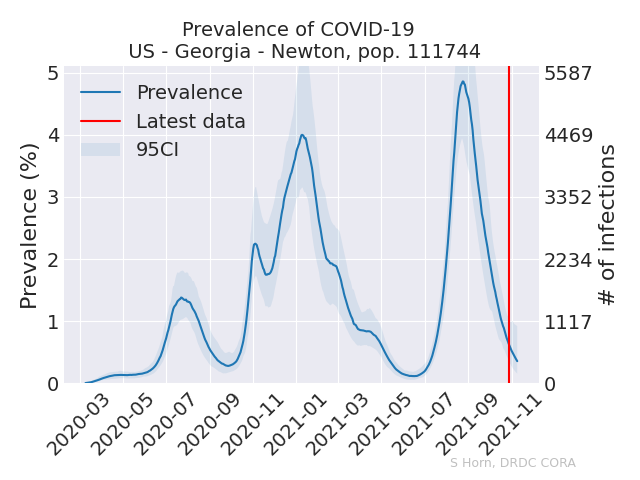 Prevalence of COVID-19
US - Georgia - Newton, pop. 111744
Prevalence (%)
5
4
3
2
1
0
Prevalence
Latest data
95CI
5587
4469
3352
2234
1117
0
# of infections
2020-03
2020-05
2020-07
2020-09
2020-11
2021-01
2021-03
2021-05
2021-07
2021-09
2021-11
S Horn, DRDC CORA